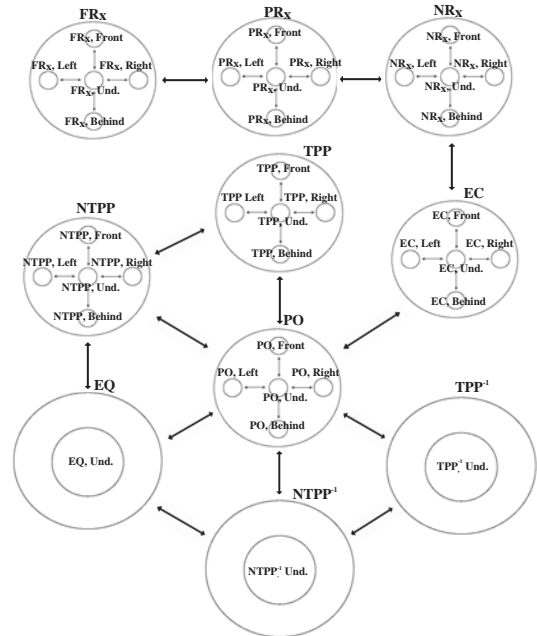 FRx
FRx, Front
FRx, Left
FRx, Right
FRx, Und.
FRx, Behind
PRx
PRx, Front
PRx, Left
PRx, Right
PRx, Und.
PRx, Behind
NRx
NRx, Front
NRx, Left
NRx, Right
NRx, Und.
NRx, Behind
TPP
TPP, Front
TPP Left
TPP, Right
TPP, Und.
TPP, Behind
NTPP
NTPP, Front
NTPP, Left
NTPP, Right
NTPP, Und.
NTPP, Behind
EC
EC, Front
EC, Left
EC, Right
EC, Und.
EC, Behind
PO
PO, Front
PO, Left
PO, Right
PO, Und.
PO, Behind
EQ
EQ, Und.
TPP-1
TPP-1, Und.
NTPP-1
NTPP-1, Und.